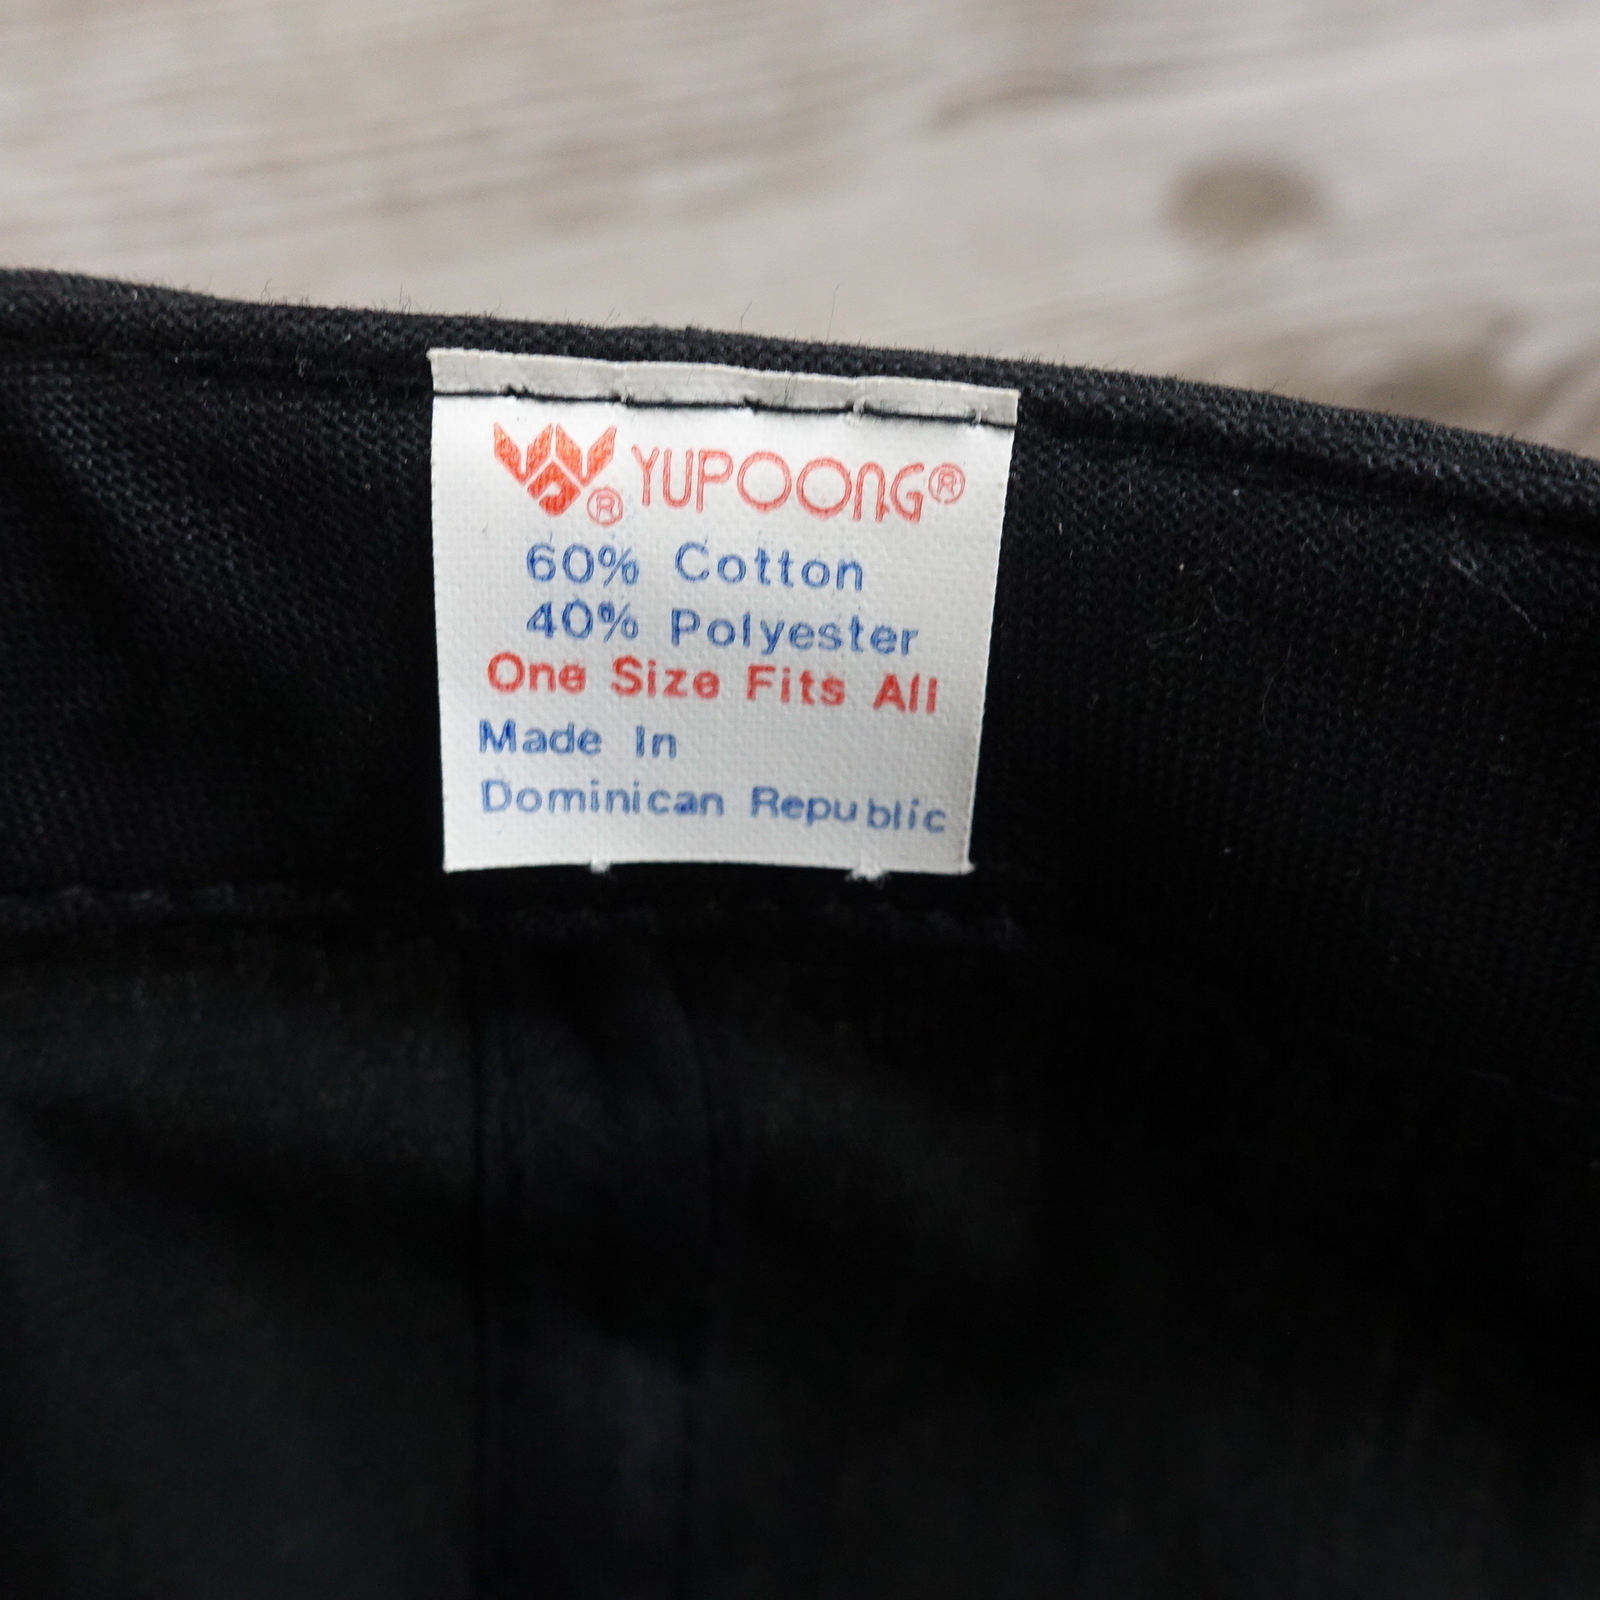 ® YUPOONG®
60% Cotton
40% Polyester
One Size Fits All
Made In
Dominican Republic